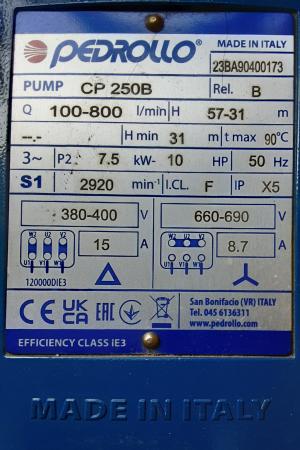 PEDROLLO®
MADE IN ITALY
23BA90400173
PUMP CP 250B Rel. B
Q 100-800 l/min H 57-31 m
--.- H min 31 m t max 90°C
3~ P2 7.5 kW- 10 HP 50 Hz
S1 2920 min⁻¹ I.CL. F IP X5
380-400 V 660-690 V
W2 U2 V2 W2 U2 V2
15 A 8.7 A
U1 V1 W1 U1 V1 W1
120000DIE3
CE UK CA EAC
San Bonifacio (VR) ITALY
Tel. 045 6136311
www.pedrollo.com
EFFICIENCY CLASS IE3
MADE IN ITALY